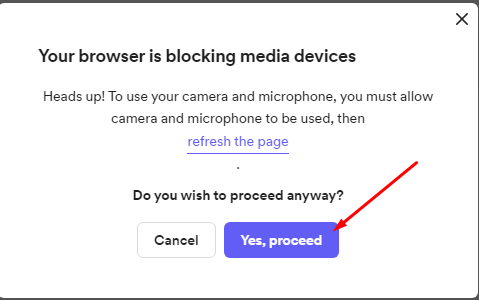 Your browser is blocking media devices
Heads up! To use your camera and microphone, you must allow
camera and microphone to be used, then
refresh the page
.
Do you wish to proceed anyway?
Cancel
Yes, proceed